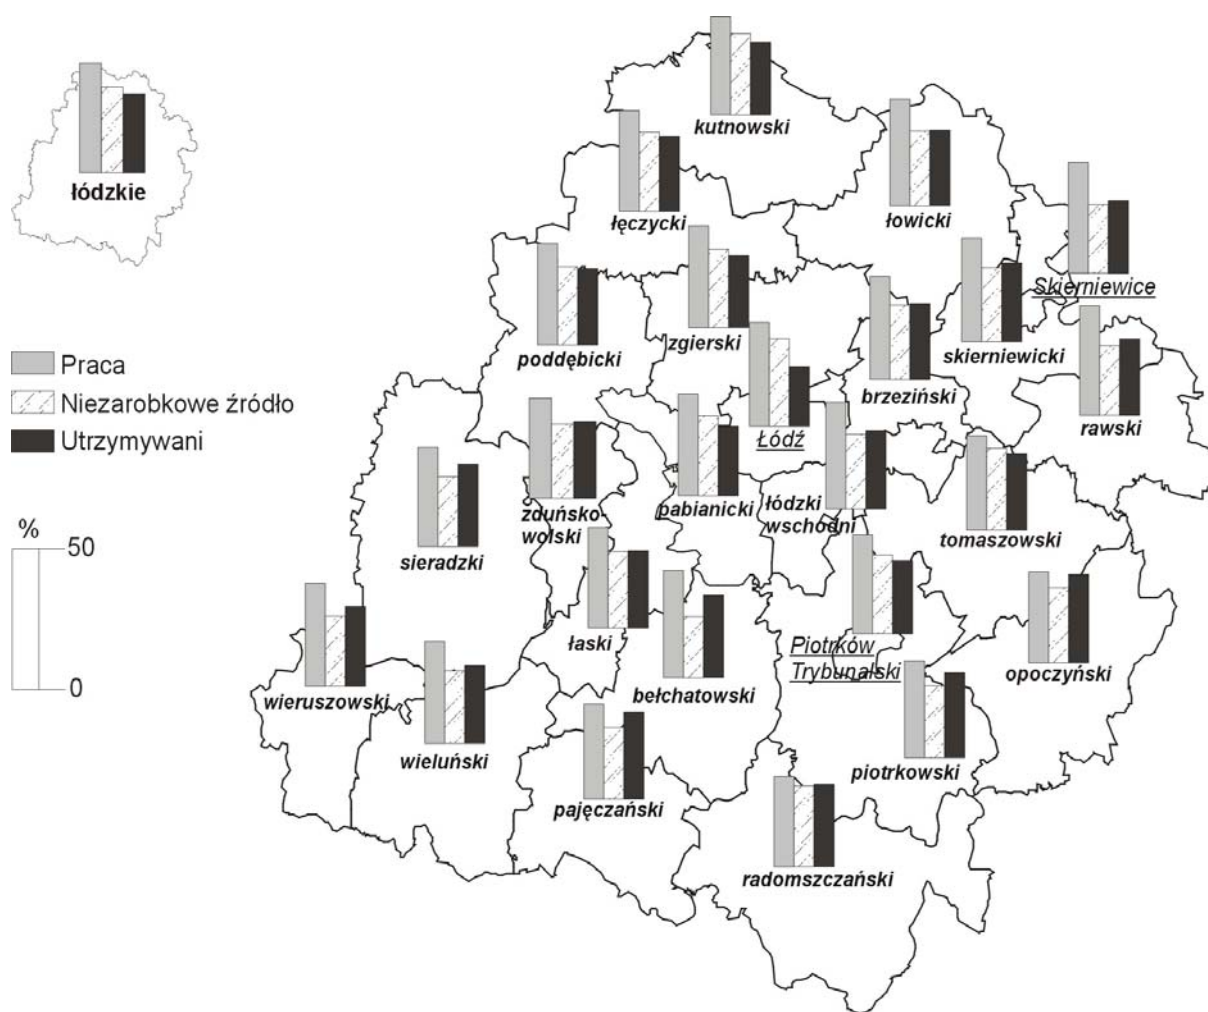 łódzkie
Praca
Niezarobkowe źródło
Utrzymywani
%
50
0
kutnowski
łęczycki
łowicki
Skierniewice
poddębicki
zgierski
skierniewicki
brzeziński
rawski
Łódź
zduńsko-
wolski
pabianicki
łódzki
wschodni
tomaszowski
sieradzki
łaski
Piotrków
Trybunalski
opoczyński
wieruszowski
bełchatowski
wieluński
piotrkowski
pajęczański
radomszczański